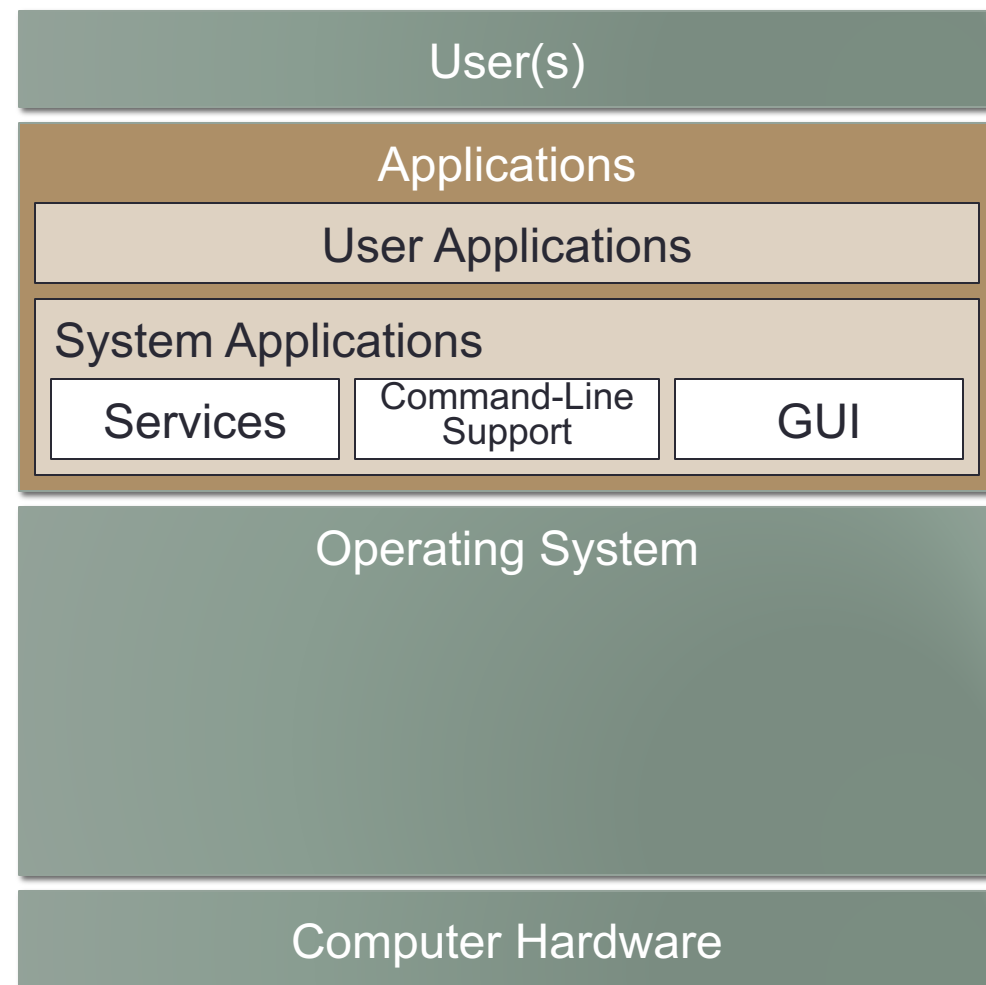 User(s)
Applications
User Applications
System Applications
Services
Command-Line
Support
GUI
Operating System
Computer Hardware